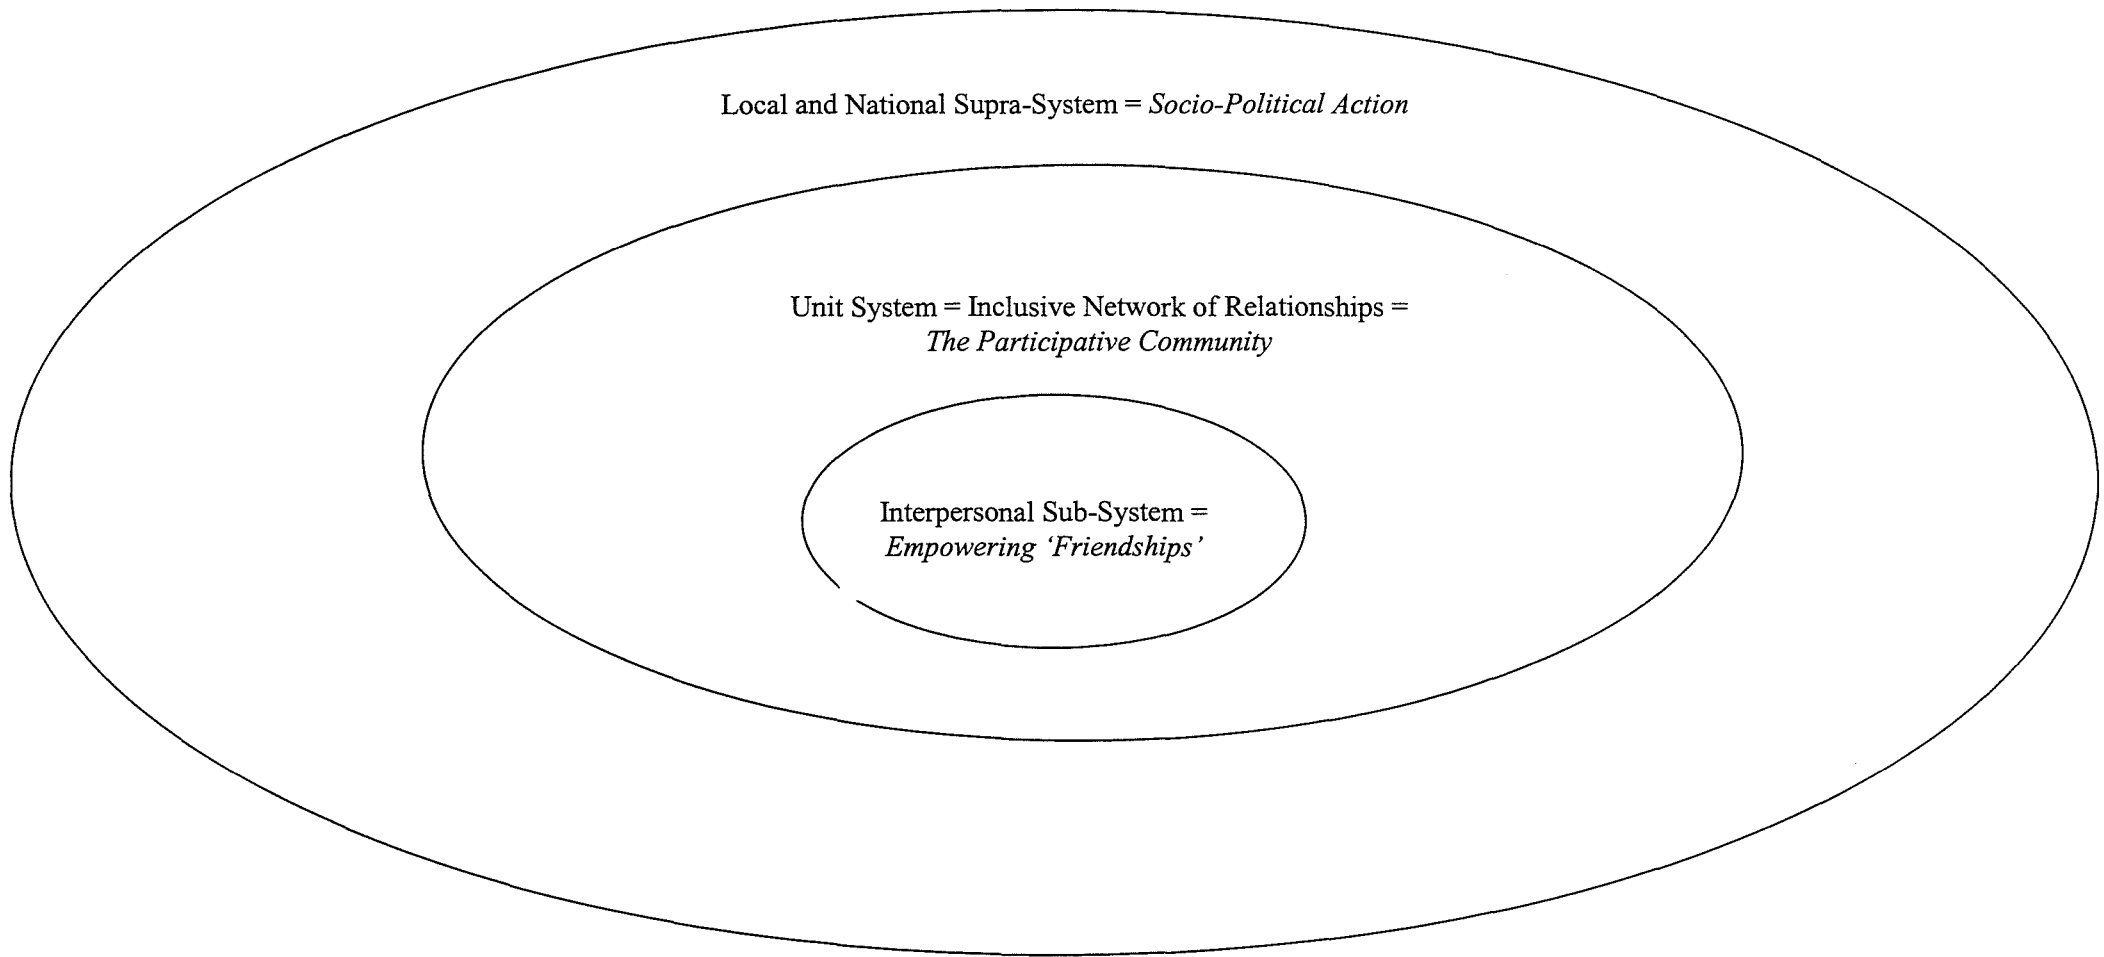 Local and National Supra-System = Socio-Political Action
Unit System = Inclusive Network of Relationships =
The Participative Community
Interpersonal Sub-System =
Empowering ‘Friendships’